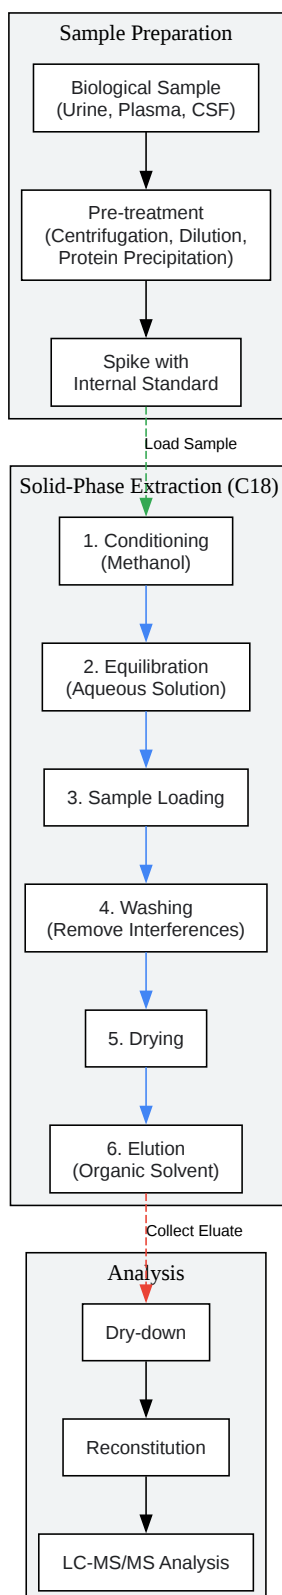 Sample Preparation
Biological Sample
(Urine, Plasma, CSF)
Pre-treatment
(Centrifugation, Dilution,
Protein Precipitation)
Spike with
Internal Standard
Load Sample
Solid-Phase Extraction (C18)
1. Conditioning
(Methanol)
2. Equilibration
(Aqueous Solution)
3. Sample Loading
4. Washing
(Remove Interferences)
5. Drying
6. Elution
(Organic Solvent)
Collect Eluate
Analysis
Dry-down
Reconstitution
LC-MS/MS Analysis